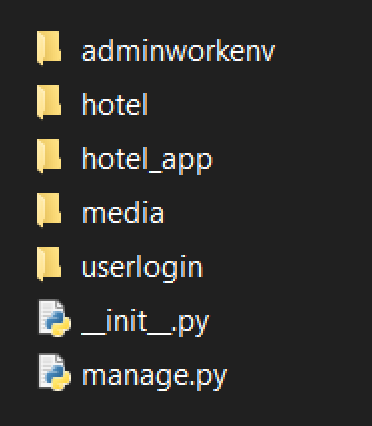 adminworkenv
hotel
hotel_app
media
userlogin
__init__.py
manage.py